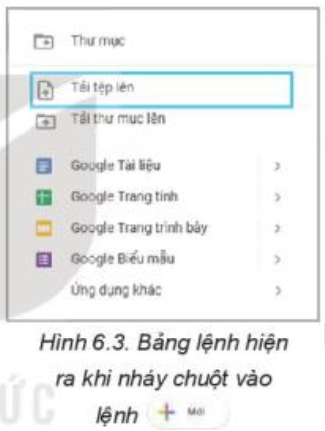 Thư mục
Tải tệp lên
Tải thư mục lên
Google Tài liệu
Google Trang tính
Google Trang trình bày
Google Biểu mẫu
Ứng dụng khác
Hình 6.3. Bảng lệnh hiện
ra khi nháy chuột vào
lệnh + Mới
ỨC